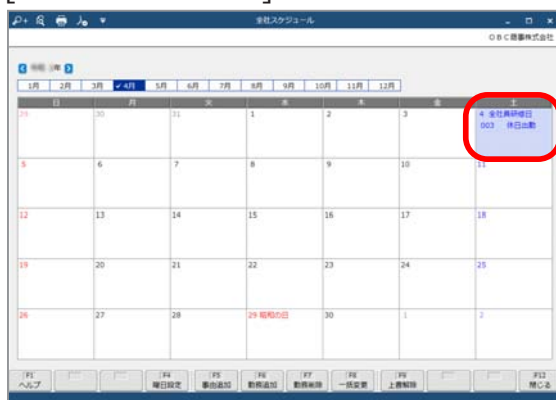 全社スケジュール
OBC商事株式会社
年
1月 2月 3月 ✓4月 5月 6月 7月 8月 9月 10月 11月 12月
日 月 火 水 木 金 土
29 30 31 1 2 3 4 全社員研修日
003 休日出勤
5 6 7 8 9 10 11
12 13 14 15 16 17 18
19 20 21 22 23 24 25
26 27 28 29 昭和の日 30 1 2
F1 F4 F5 F6 F7 F8 F9 F12
ヘルプ 曜日設定 事由追加 勤務追加 勤務削除 一括変更 上書解除 閉じる